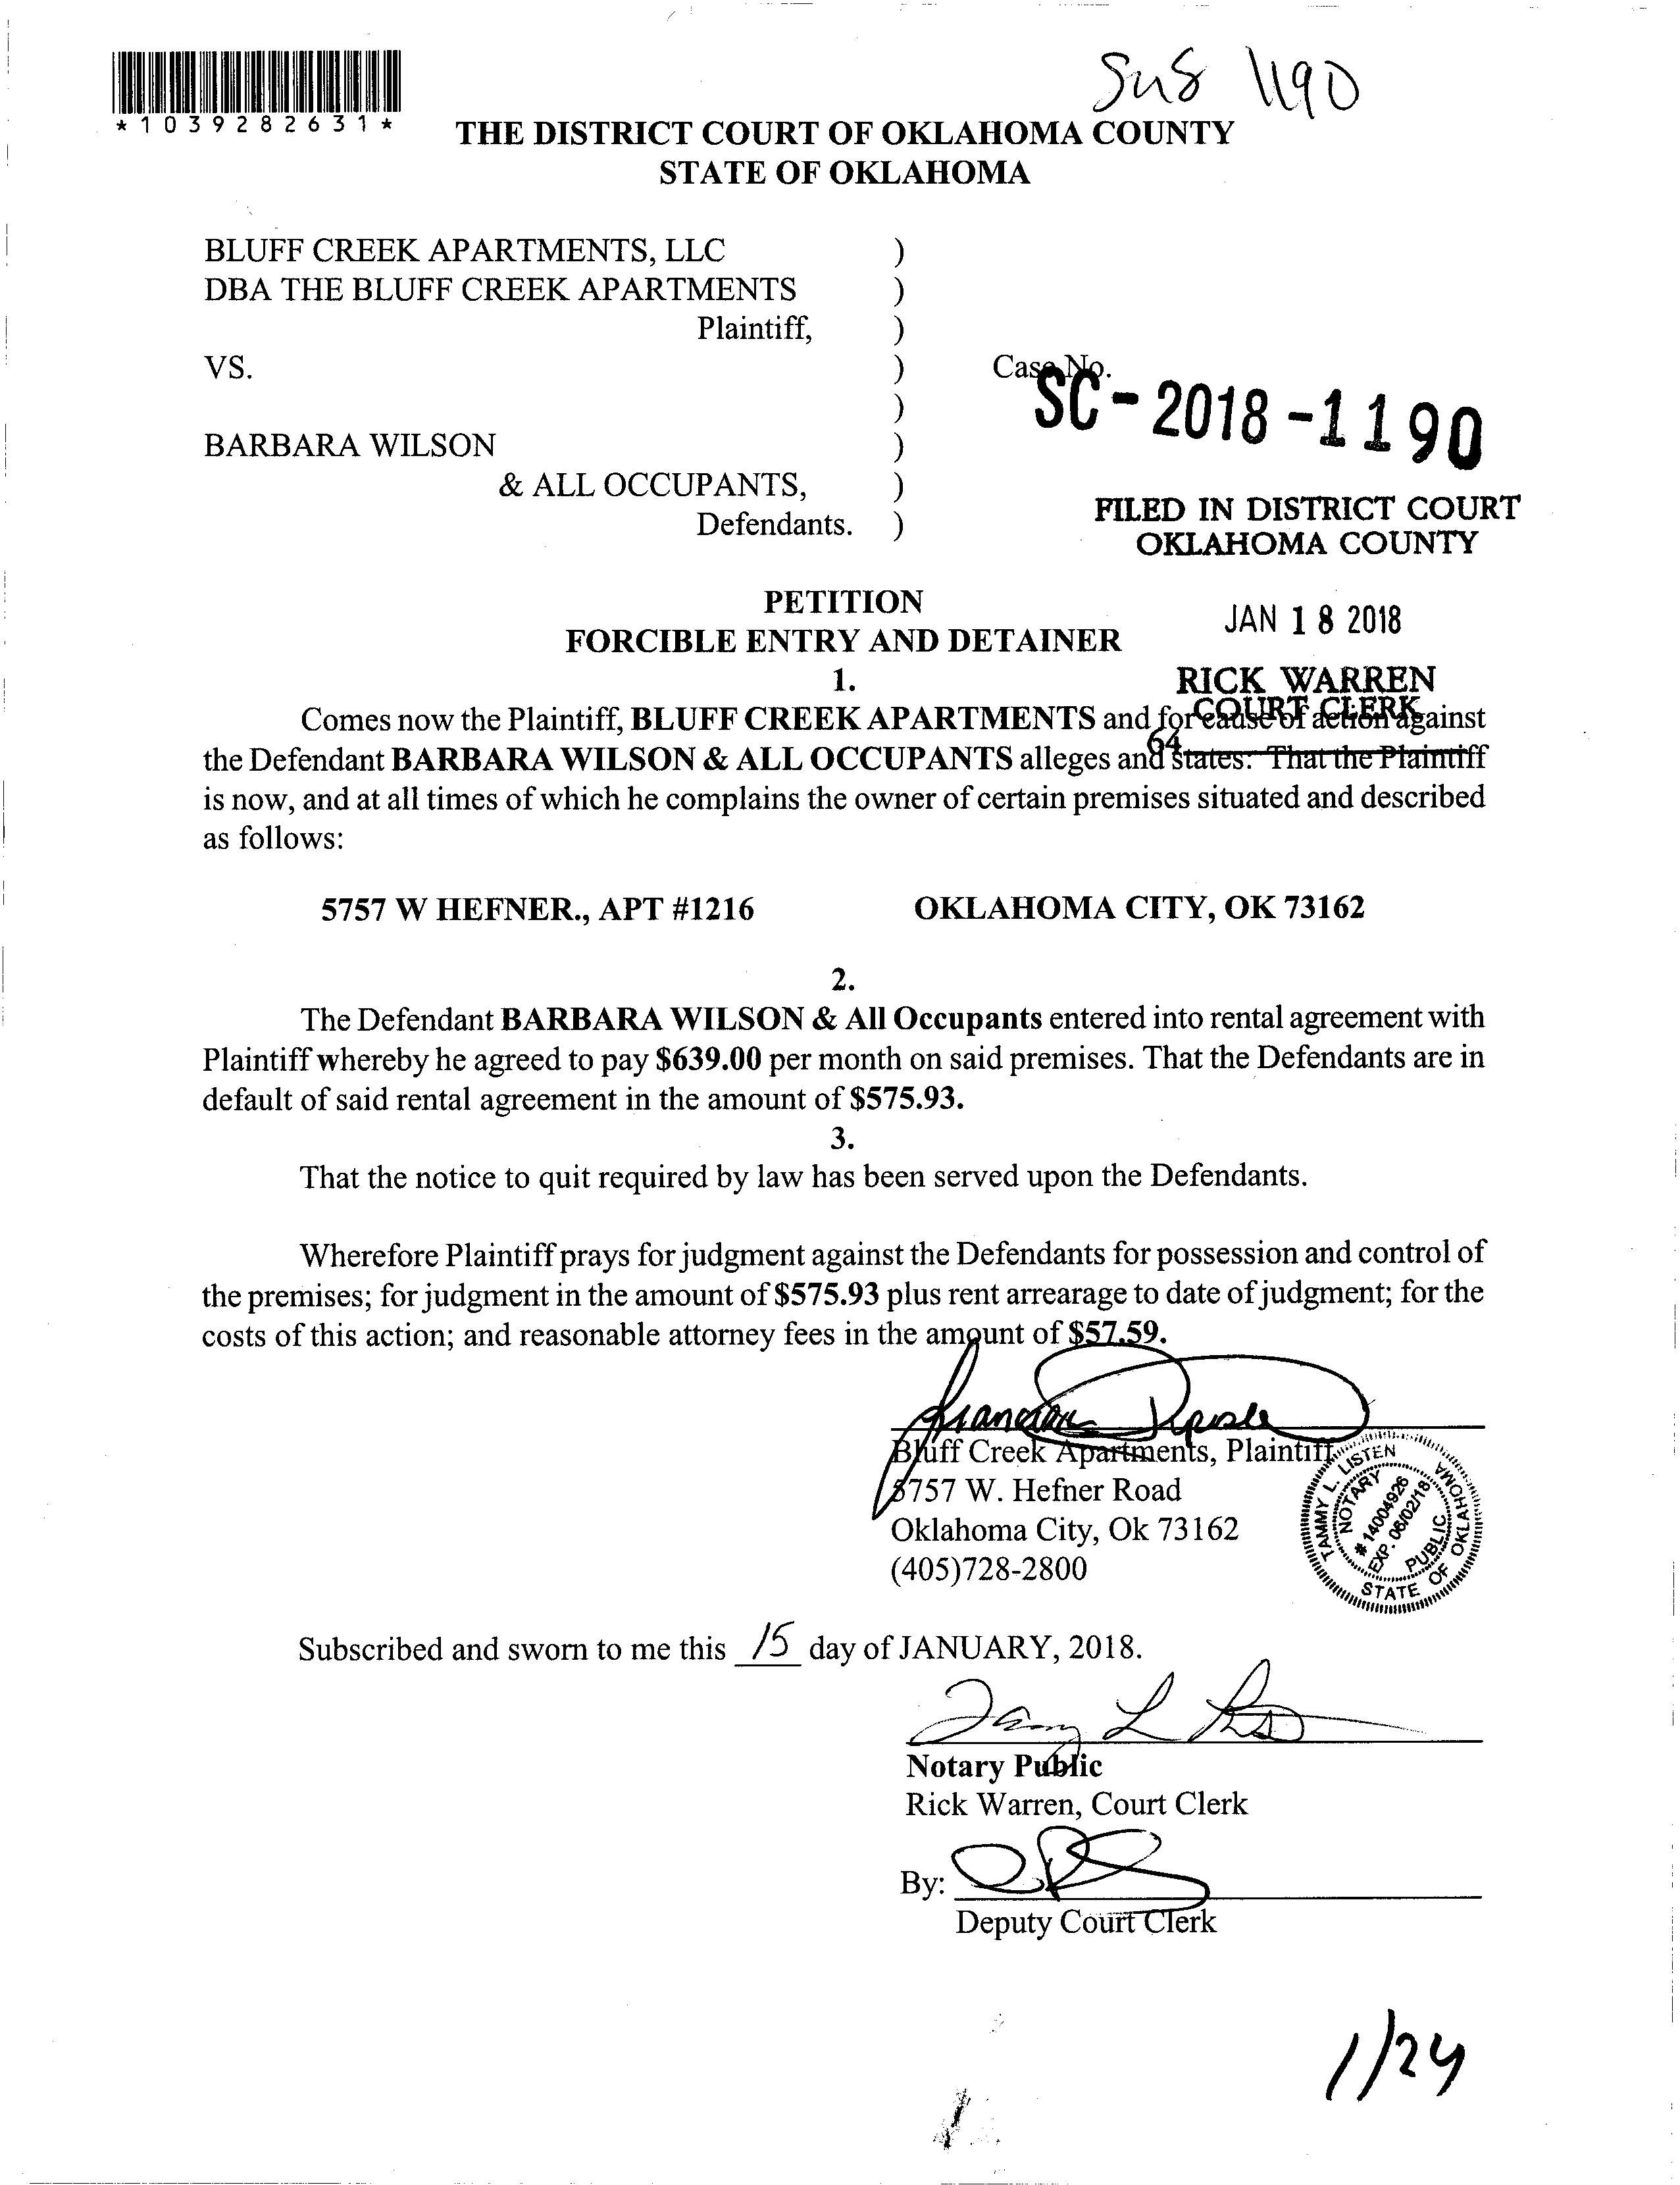 Sus 1190
*1039282631*
THE DISTRICT COURT OF OKLAHOMA COUNTY
STATE OF OKLAHOMA
BLUFF CREEK APARTMENTS, LLC )
DBA THE BLUFF CREEK APARTMENTS )
Plaintiff, )
VS. ) Case No.
) SC-2018-1190
BARBARA WILSON )
& ALL OCCUPANTS, )
Defendants. )
FILED IN DISTRICT COURT
OKLAHOMA COUNTY
JAN 18 2018
RICK WARREN
COURT CLERK
64
PETITION
FORCIBLE ENTRY AND DETAINER
1.
Comes now the Plaintiff, BLUFF CREEK APARTMENTS and for cause of action against
the Defendant BARBARA WILSON & ALL OCCUPANTS alleges and states: That the Plaintiff
is now, and at all times of which he complains the owner of certain premises situated and described
as follows:
5757 W HEFNER., APT #1216 OKLAHOMA CITY, OK 73162
2.
The Defendant BARBARA WILSON & All Occupants entered into rental agreement with
Plaintiff whereby he agreed to pay $639.00 per month on said premises. That the Defendants are in
default of said rental agreement in the amount of $575.93.
3.
That the notice to quit required by law has been served upon the Defendants.
Wherefore Plaintiff prays for judgment against the Defendants for possession and control of
the premises; for judgment in the amount of $575.93 plus rent arrearage to date of judgment; for the
costs of this action; and reasonable attorney fees in the amount of $57.59.
Bluff Creek Apartments, Plaintiff
5757 W. Hefner Road
Oklahoma City, Ok 73162
(405)728-2800
TAMMY L. LISTEN
NOTARY
# 14004926
EXP. 06/02/18
PUBLIC
STATE OF OKLAHOMA
Subscribed and sworn to me this 15 day of JANUARY, 2018.
Notary Public
Rick Warren, Court Clerk
By:
Deputy Court Clerk
1/24